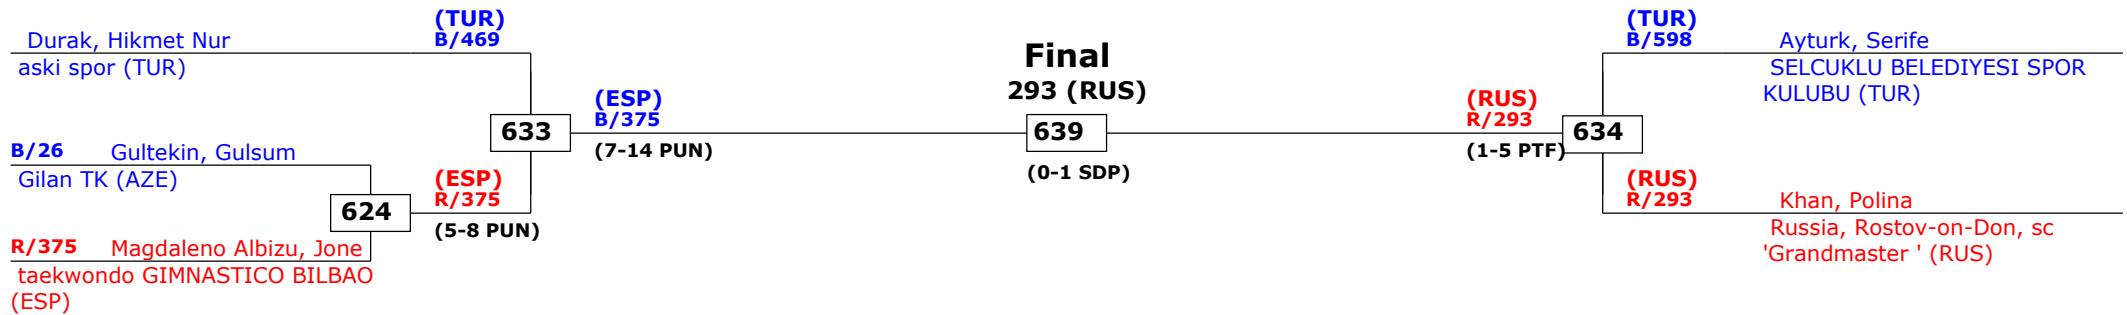 (TUR)
B/469
Durak, Hikmet Nur
aski spor (TUR)
B/26 Gultekin, Gulsum
Gilan TK (AZE)
624
R/375 Magdaleno Albizu, Jone
taekwondo GIMNASTICO BILBAO
(ESP)
(ESP)
R/375
(5-8 PUN)
633
(ESP)
B/375
(7-14 PUN)
Final
293 (RUS)
639
(0-1 SDP)
(RUS)
R/293
(1-5 PTF)
634
(TUR)
B/598
Ayturk, Serife
SELCUKLU BELEDIYESI SPOR
KULUBU (TUR)
(RUS)
R/293
Khan, Polina
Russia, Rostov-on-Don, sc
'Grandmaster ' (RUS)